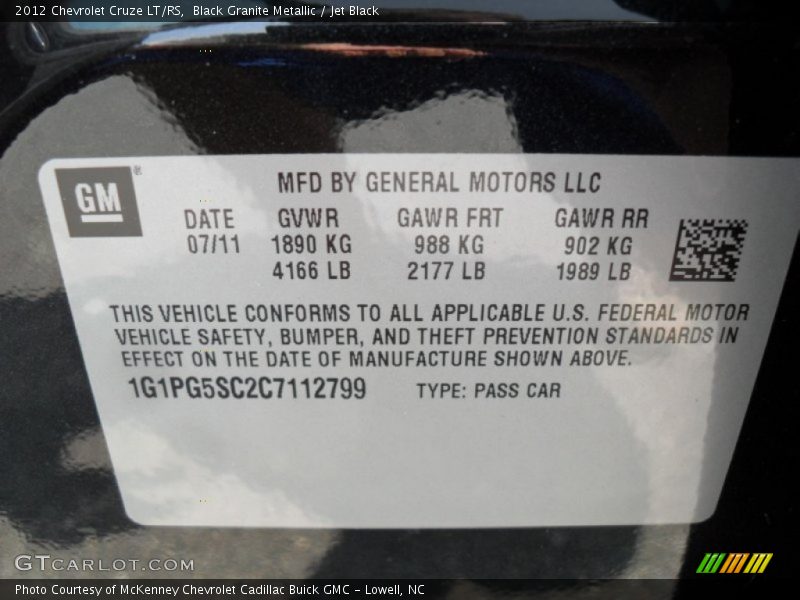 2012 Chevrolet Cruze LT/RS, Black Granite Metallic / Jet Black
GM®
MFD BY GENERAL MOTORS LLC
DATE GVWR GAWR FRT GAWR RR
07/11 1890 KG 988 KG 902 KG
4166 LB 2177 LB 1989 LB
THIS VEHICLE CONFORMS TO ALL APPLICABLE U.S. FEDERAL MOTOR
VEHICLE SAFETY, BUMPER, AND THEFT PREVENTION STANDARDS IN
EFFECT ON THE DATE OF MANUFACTURE SHOWN ABOVE.
1G1PG5SC2C7112799 TYPE: PASS CAR
GTCARLOT.COM
Photo Courtesy of McKenney Chevrolet Cadillac Buick GMC - Lowell, NC